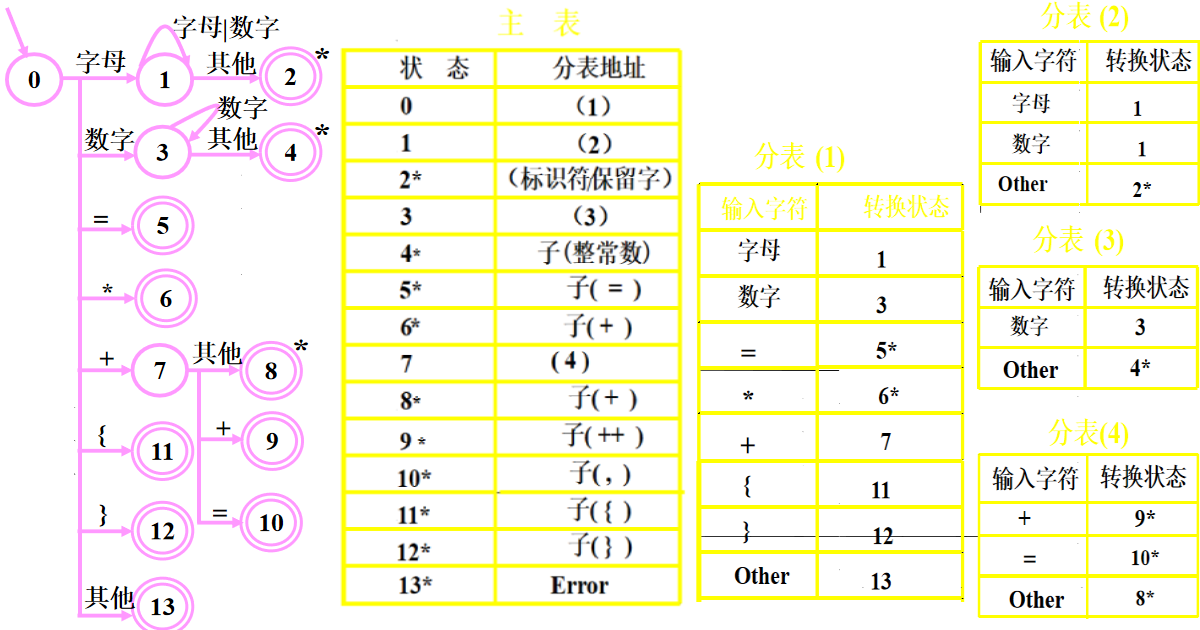 字母|数字
0
字母
1
其他
2
*
数字
数字
3
其他
4
*
=
5
*
6
+
7
其他
8
*
+
9
=
10
{
11
}
12
其他
13
主 表
状 态 分表地址
0 (1)
1 (2)
2* (标识符/保留字)
3 (3)
4* 子(整常数)
5* 子( = )
6* 子( + )
7 ( 4 )
8* 子( + )
9 * 子( ++ )
10* 子( , )
11* 子( { )
12* 子( } )
13* Error
分表 (1)
输入字符 转换状态
字母 1
数字 3
= 5*
* 6*
+ 7
{ 11
} 12
Other 13
分表 (2)
输入字符 转换状态
字母 1
数字 1
Other 2*
分表 (3)
输入字符 转换状态
数字 3
Other 4*
分表(4)
输入字符 转换状态
+ 9*
= 10*
Other 8*